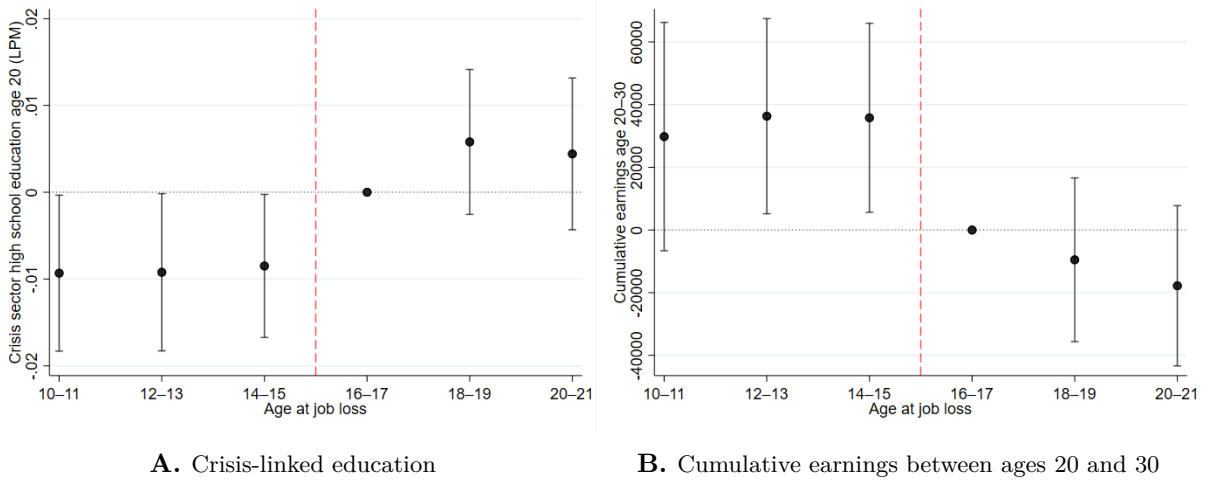 Crisis sector high school education age 20 (LPM)
.02
.01
0
-.01
-.02
10–11 12–13 14–15 16–17 18–19 20–21
Age at job loss
A. Crisis-linked education
Cumulative earnings age 20–30
60000
40000
20000
0
-20000
-40000
10–11 12–13 14–15 16–17 18–19 20–21
Age at job loss
B. Cumulative earnings between ages 20 and 30